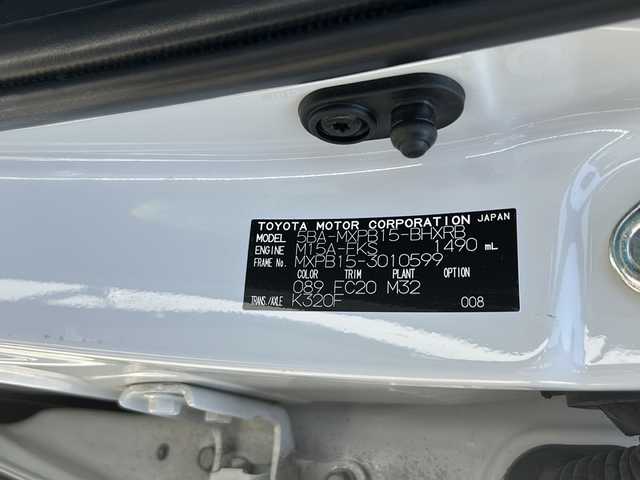 TOYOTA MOTOR CORPORATION JAPAN
MODEL 5BA-MXPB15-BHXRB
ENGINE M15A-FKS 1490 mL
FRAME No. MXPB15-3010599
COLOR TRIM PLANT OPTION
089 FC20 M32
TRANS./AXLE K320F 008